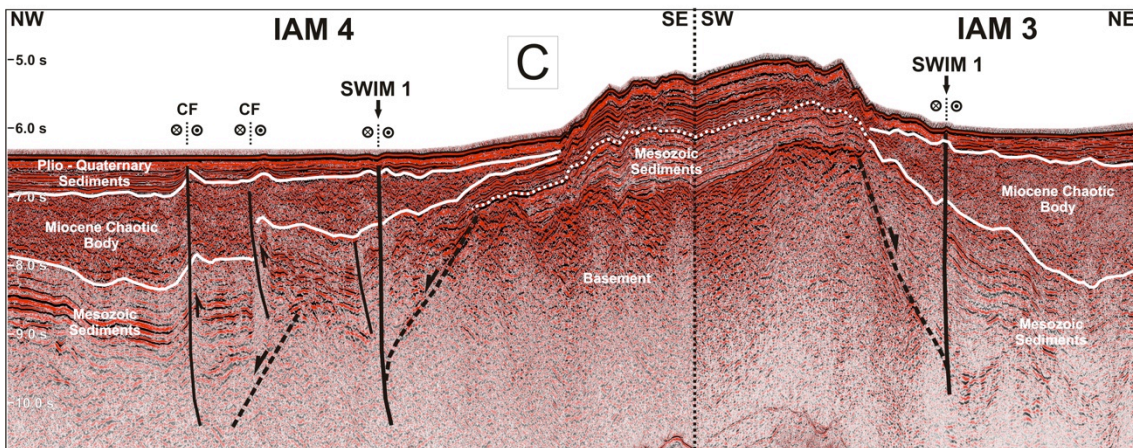 NW
IAM 4
SE
SW
IAM 3
NE
C
-5.0 s
-6.0 s
-7.0 s
-8.0 s
-9.0 s
-10.0 s
CF
CF
SWIM 1
SWIM 1
Plio - Quaternary
Sediments
Miocene Chaotic
Body
Mesozoic
Sediments
Mesozoic
Sediments
Basement
Miocene Chaotic
Body
Mesozoic
Sediments